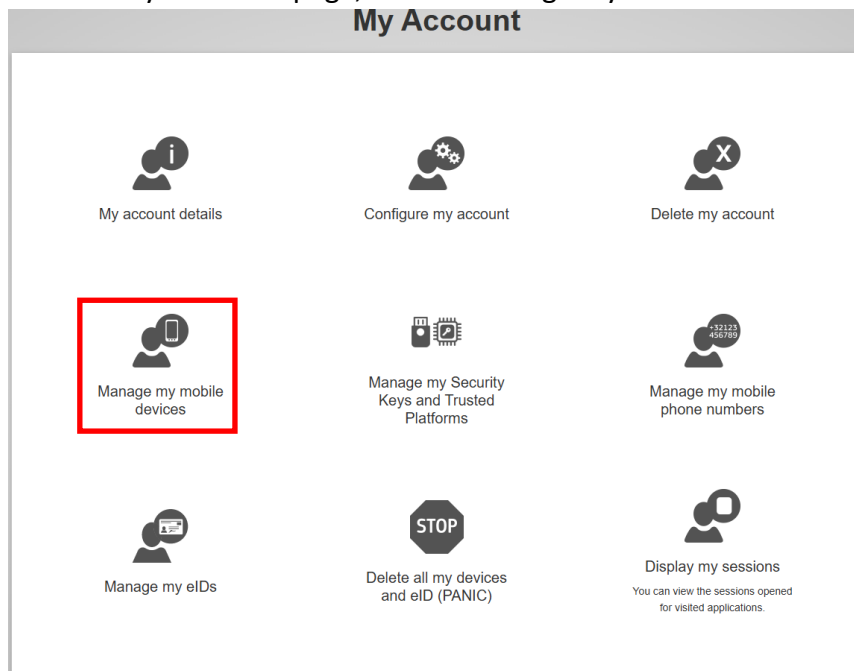 My Account
My account details
Configure my account
Delete my account
+32123
456789
Manage my mobile
devices
Manage my Security
Keys and Trusted
Platforms
Manage my mobile
phone numbers
STOP
Manage my eIDs
Delete all my devices
and eID (PANIC)
Display my sessions
You can view the sessions opened
for visited applications.